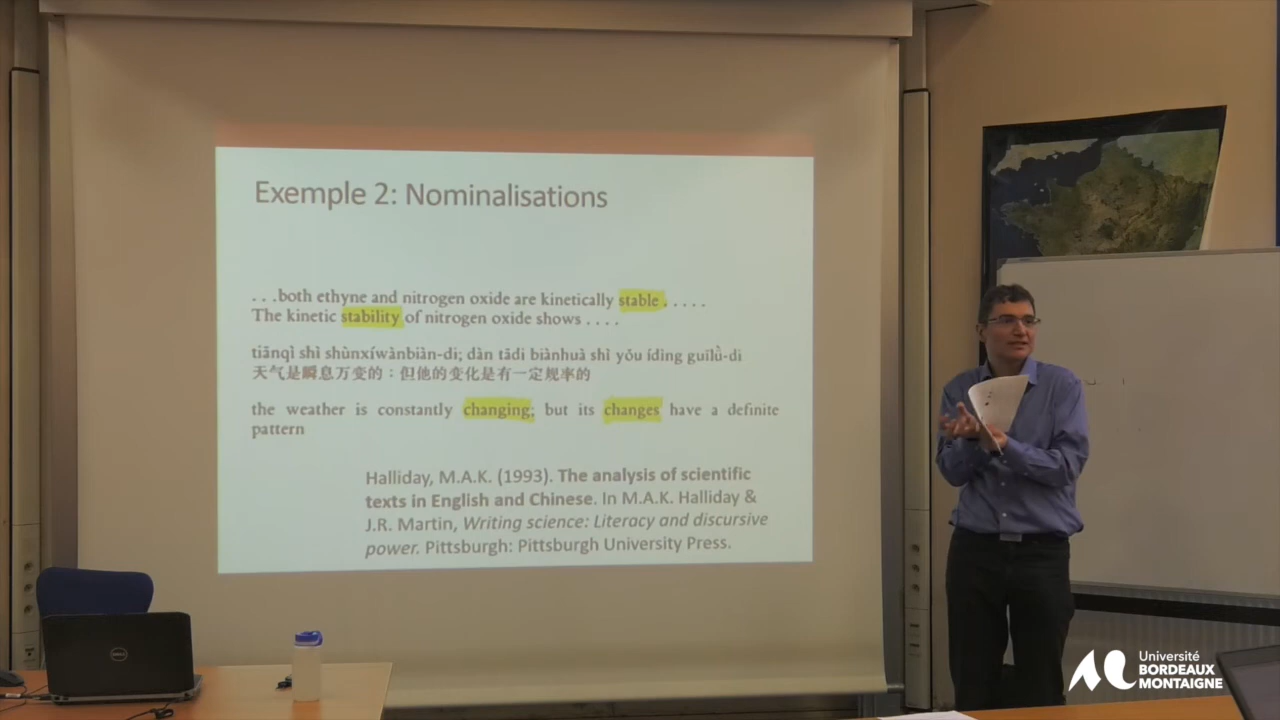 Exemple 2: Nominalisations
. . .both ethyne and nitrogen oxide are kinetically stable . . . . .
The kinetic stability of nitrogen oxide shows . . . .
tiānqì shì shùnxíwànbiàn-di; dàn tādi biànhuà shì yǒu ídìng guīlǜ-di
天气是瞬息万变的：但他的变化是有一定规率的
the weather is constantly changing; but its changes have a definite
pattern
Halliday, M.A.K. (1993). The analysis of scientific
texts in English and Chinese. In M.A.K. Halliday &
J.R. Martin, Writing science: Literacy and discursive
power. Pittsburgh: Pittsburgh University Press.
DELL
Université
BORDEAUX
MONTAIGNE